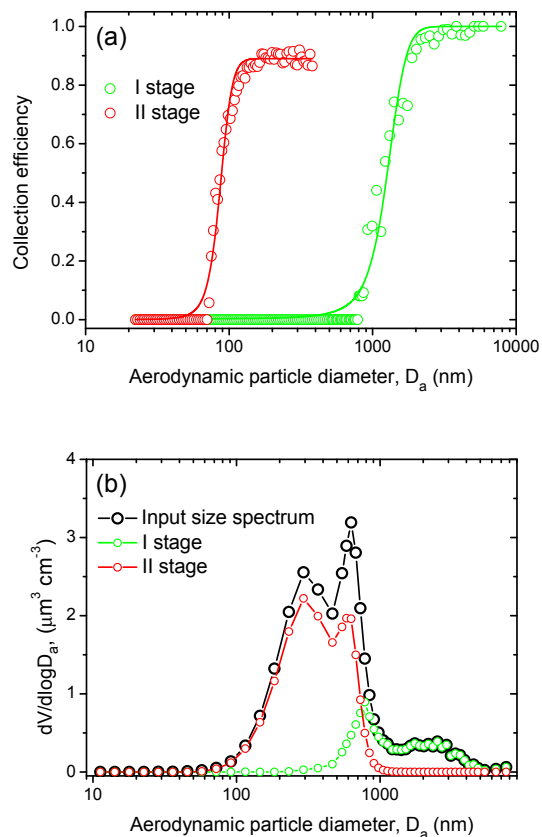 (a)
I stage
II stage
Collection efficiency
1.0
0.8
0.6
0.4
0.2
0.0
10 100 1000 10000
Aerodynamic particle diameter, Da (nm)
(b)
Input size spectrum
I stage
II stage
dV/dlogDa, (μm³ cm⁻³)
4
3
2
1
0
10 100 1000
Aerodynamic particle diameter, Da (nm)